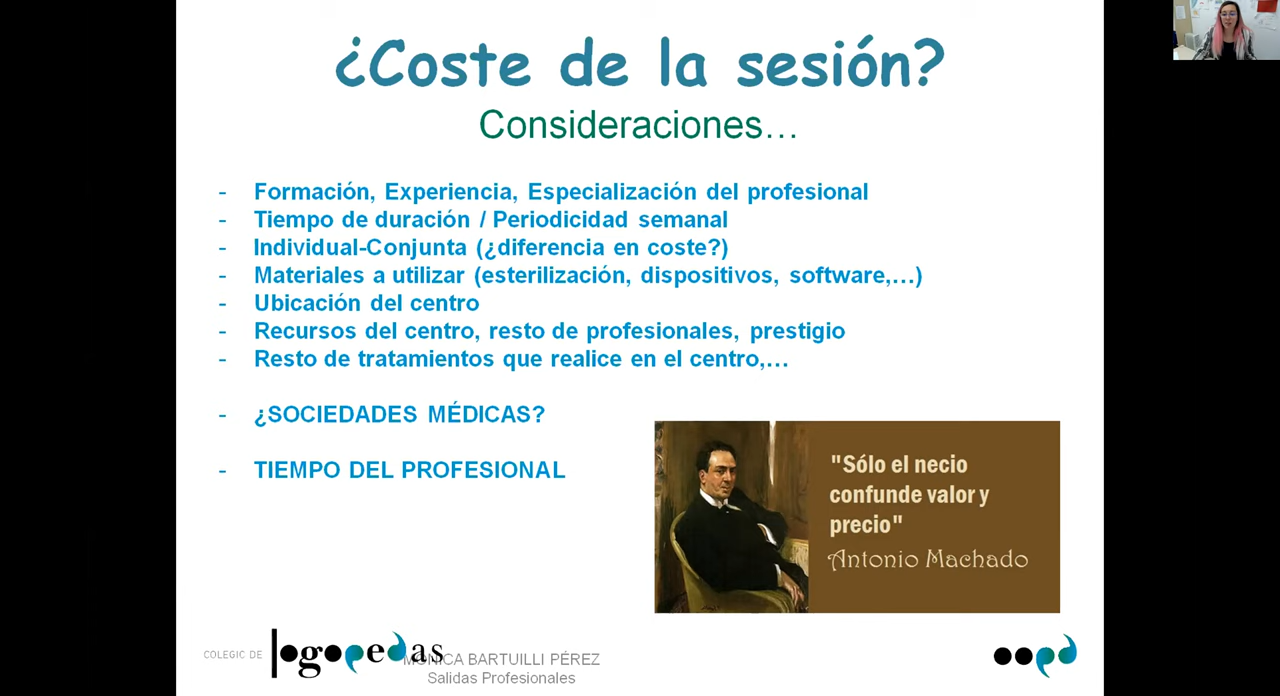 ¿Coste de la sesión?
Consideraciones…
- Formación, Experiencia, Especialización del profesional
- Tiempo de duración / Periodicidad semanal
- Individual-Conjunta (¿diferencia en coste?)
- Materiales a utilizar (esterilización, dispositivos, software,…)
- Ubicación del centro
- Recursos del centro, resto de profesionales, prestigio
- Resto de tratamientos que realice en el centro,…
- ¿SOCIEDADES MÉDICAS?
- TIEMPO DEL PROFESIONAL
"Sólo el necio
confunde valor y
precio"
Antonio Machado
COLEGIC DE logopedas
MÓNICA BARTUILLI PÉREZ
Salidas Profesionales